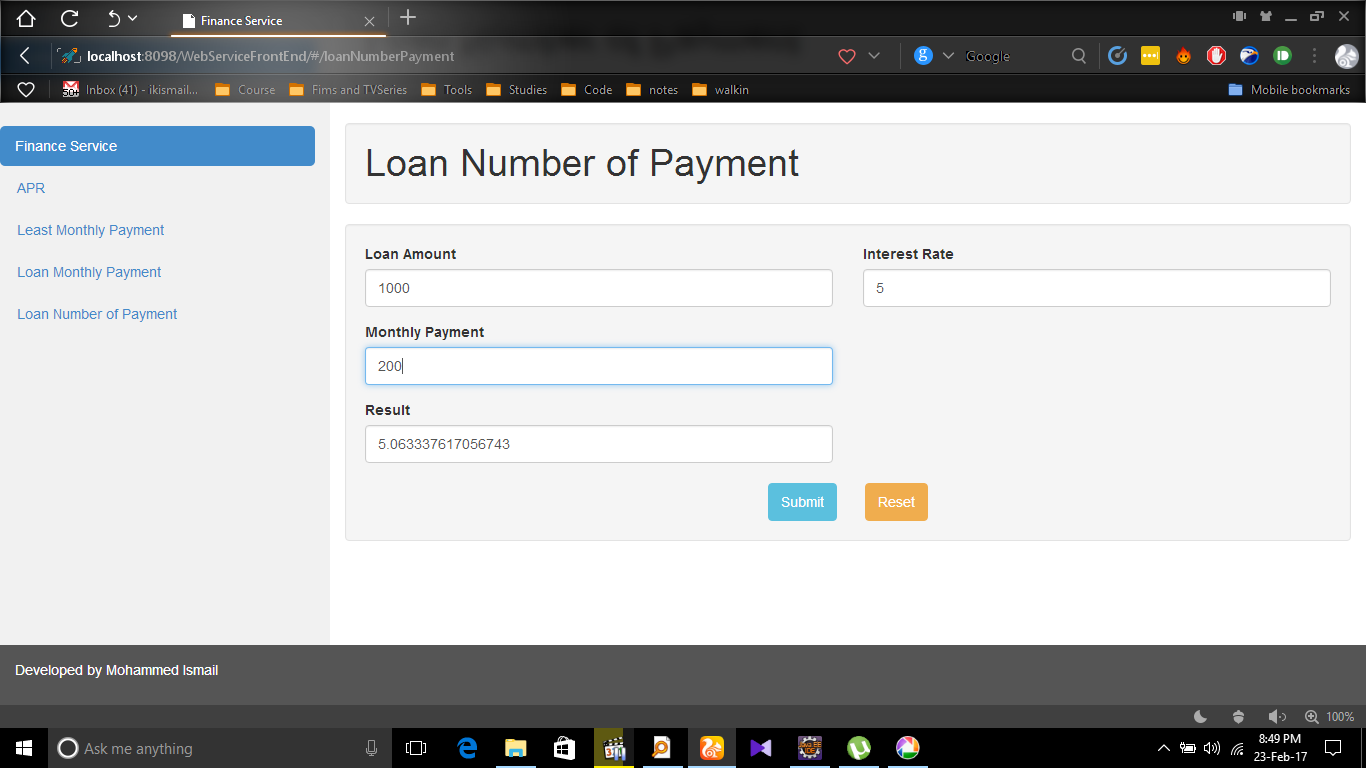 Finance Service
localhost:8098/WebServiceFrontEnd/#/loanNumberPayment
g Google
50+ Inbox (41) - ikismail... Course Fims and TVSeries Tools Studies Code notes walkin Mobile bookmarks
Finance Service
APR
Least Monthly Payment
Loan Monthly Payment
Loan Number of Payment
Loan Number of Payment
Loan Amount Interest Rate
1000 5
Monthly Payment
200
Result
5.063337617056743
Submit Reset
Developed by Mohammed Ismail
100%
Ask me anything
8:49 PM
23-Feb-17